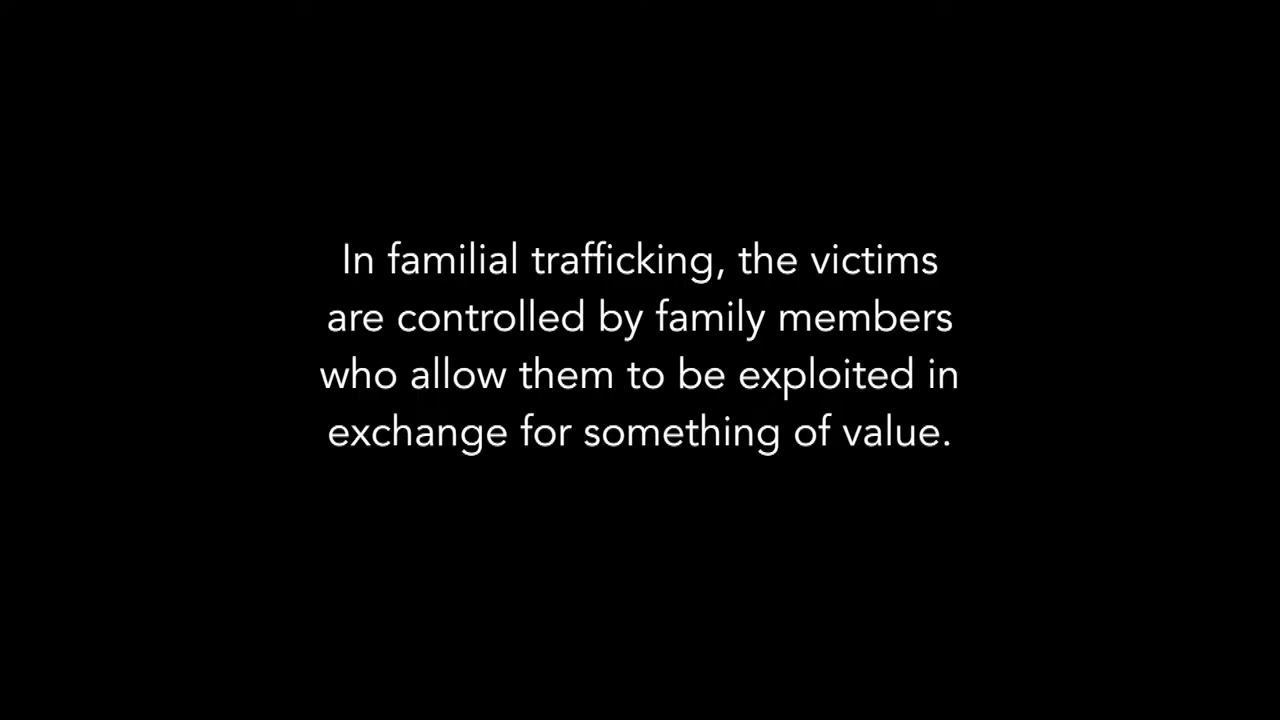 In familial trafficking, the victims
are controlled by family members
who allow them to be exploited in
exchange for something of value.